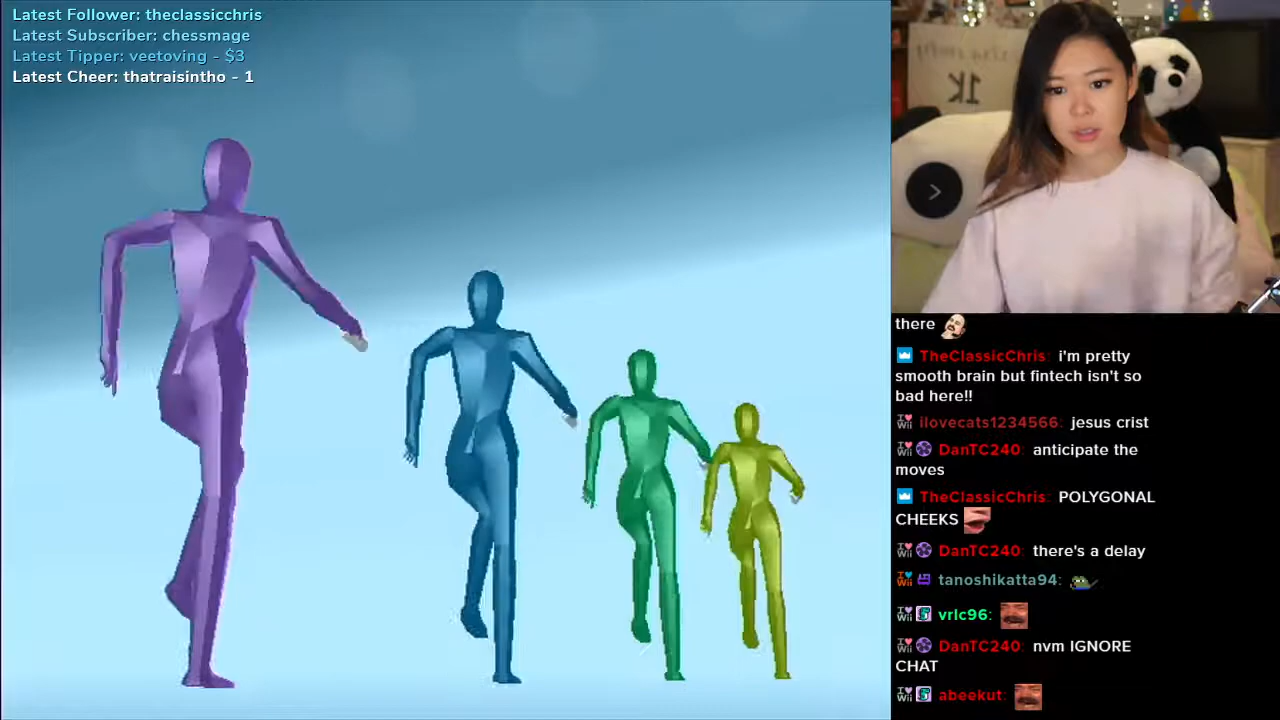 Latest Follower: theclassicchris
Latest Subscriber: chessmage
Latest Tipper: veetoving - $3
Latest Cheer: thatraisintho - 1
1K
there
TheClassicChris: i'm pretty
smooth brain but fintech isn't so
bad here!!
ilovecats1234566: jesus crist
DanTC240: anticipate the
moves
TheClassicChris: POLYGONAL
CHEEKS
DanTC240: there's a delay
tanoshikatta94:
vrlc96:
DanTC240: nvm IGNORE
CHAT
abeekut: